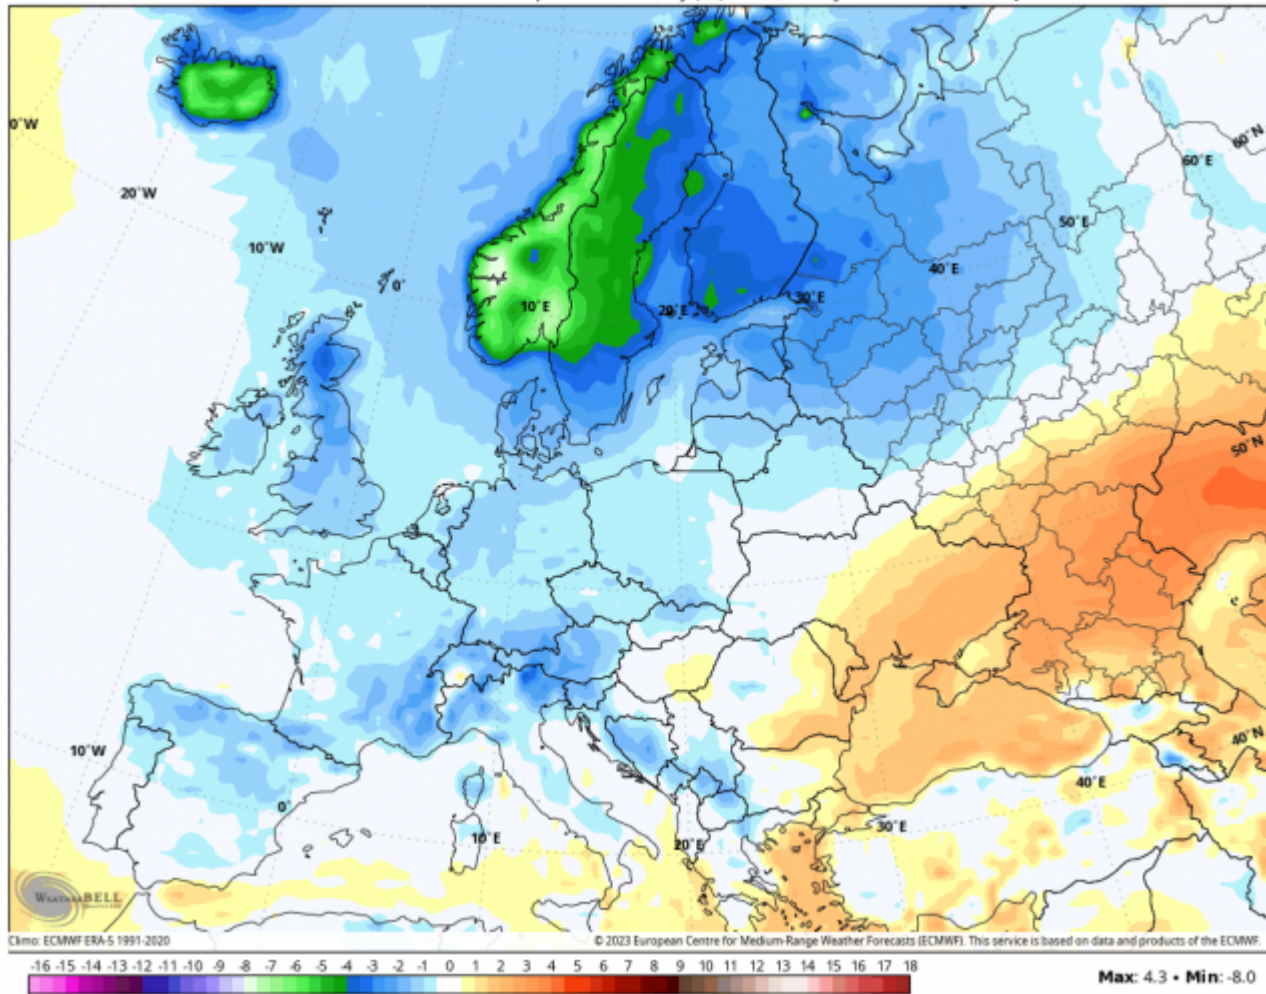 0°W
60°N
60°E
20°W
50°E
10°W
40°E
0°
10°E
20°E
30°E
50°N
10°W
40°N
40°E
0°
30°E
10°E
20°E
WEATHERBELL
Climo: ECMWF ERA-5 1991-2020
© 2023 European Centre for Medium-Range Weather Forecasts (ECMWF). This service is based on data and products of the ECMWF.
-16 -15 -14 -13 -12 -11 -10 -9 -8 -7 -6 -5 -4 -3 -2 -1 0 1 2 3 4 5 6 7 8 9 10 11 12 13 14 15 16 17 18
Max: 4.3 • Min: -8.0